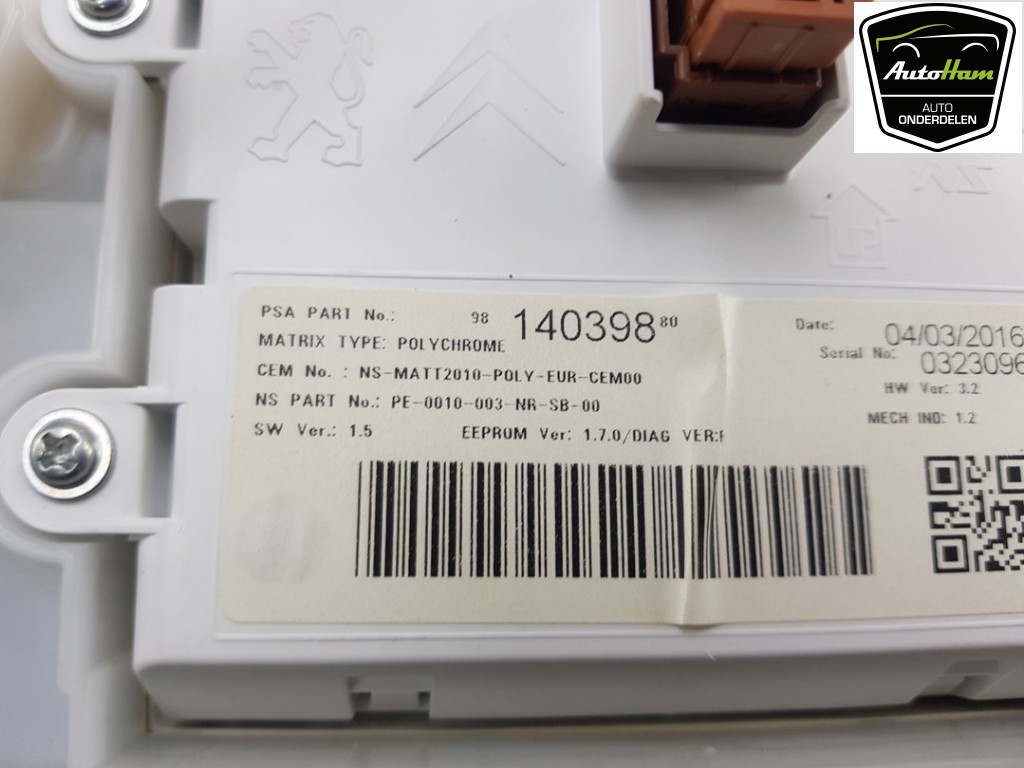 AutoHam
AUTO
ONDERDELEN
UP
PSA PART No.: 98 140398 80
MATRIX TYPE: POLYCHROME
CEM No. : NS-MATT2010-POLY-EUR-CEM00
NS PART No.: PE-0010-003-NR-SB-00
SW Ver.: 1.5 EEPROM Ver: 1.7.0/DIAG VER:
Date: 04/03/2016
Serial No: 0323096
HW Ver: 3.2
MECH IND: 1.2